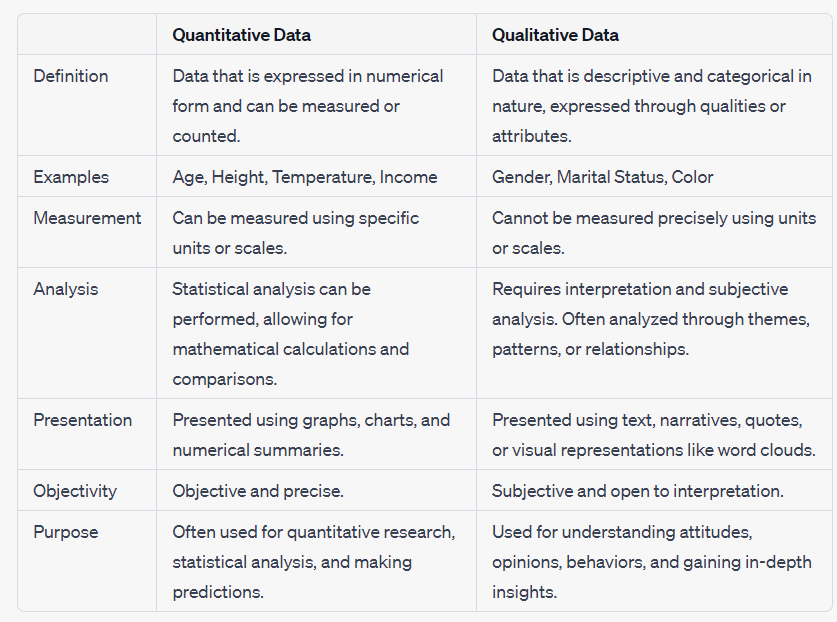 Quantitative Data
Qualitative Data
Definition
Data that is expressed in numerical
form and can be measured or
counted.
Data that is descriptive and categorical in
nature, expressed through qualities or
attributes.
Examples
Age, Height, Temperature, Income
Gender, Marital Status, Color
Measurement
Can be measured using specific
units or scales.
Cannot be measured precisely using units
or scales.
Analysis
Statistical analysis can be
performed, allowing for
mathematical calculations and
comparisons.
Requires interpretation and subjective
analysis. Often analyzed through themes,
patterns, or relationships.
Presentation
Presented using graphs, charts, and
numerical summaries.
Presented using text, narratives, quotes,
or visual representations like word clouds.
Objectivity
Objective and precise.
Subjective and open to interpretation.
Purpose
Often used for quantitative research,
statistical analysis, and making
predictions.
Used for understanding attitudes,
opinions, behaviors, and gaining in-depth
insights.